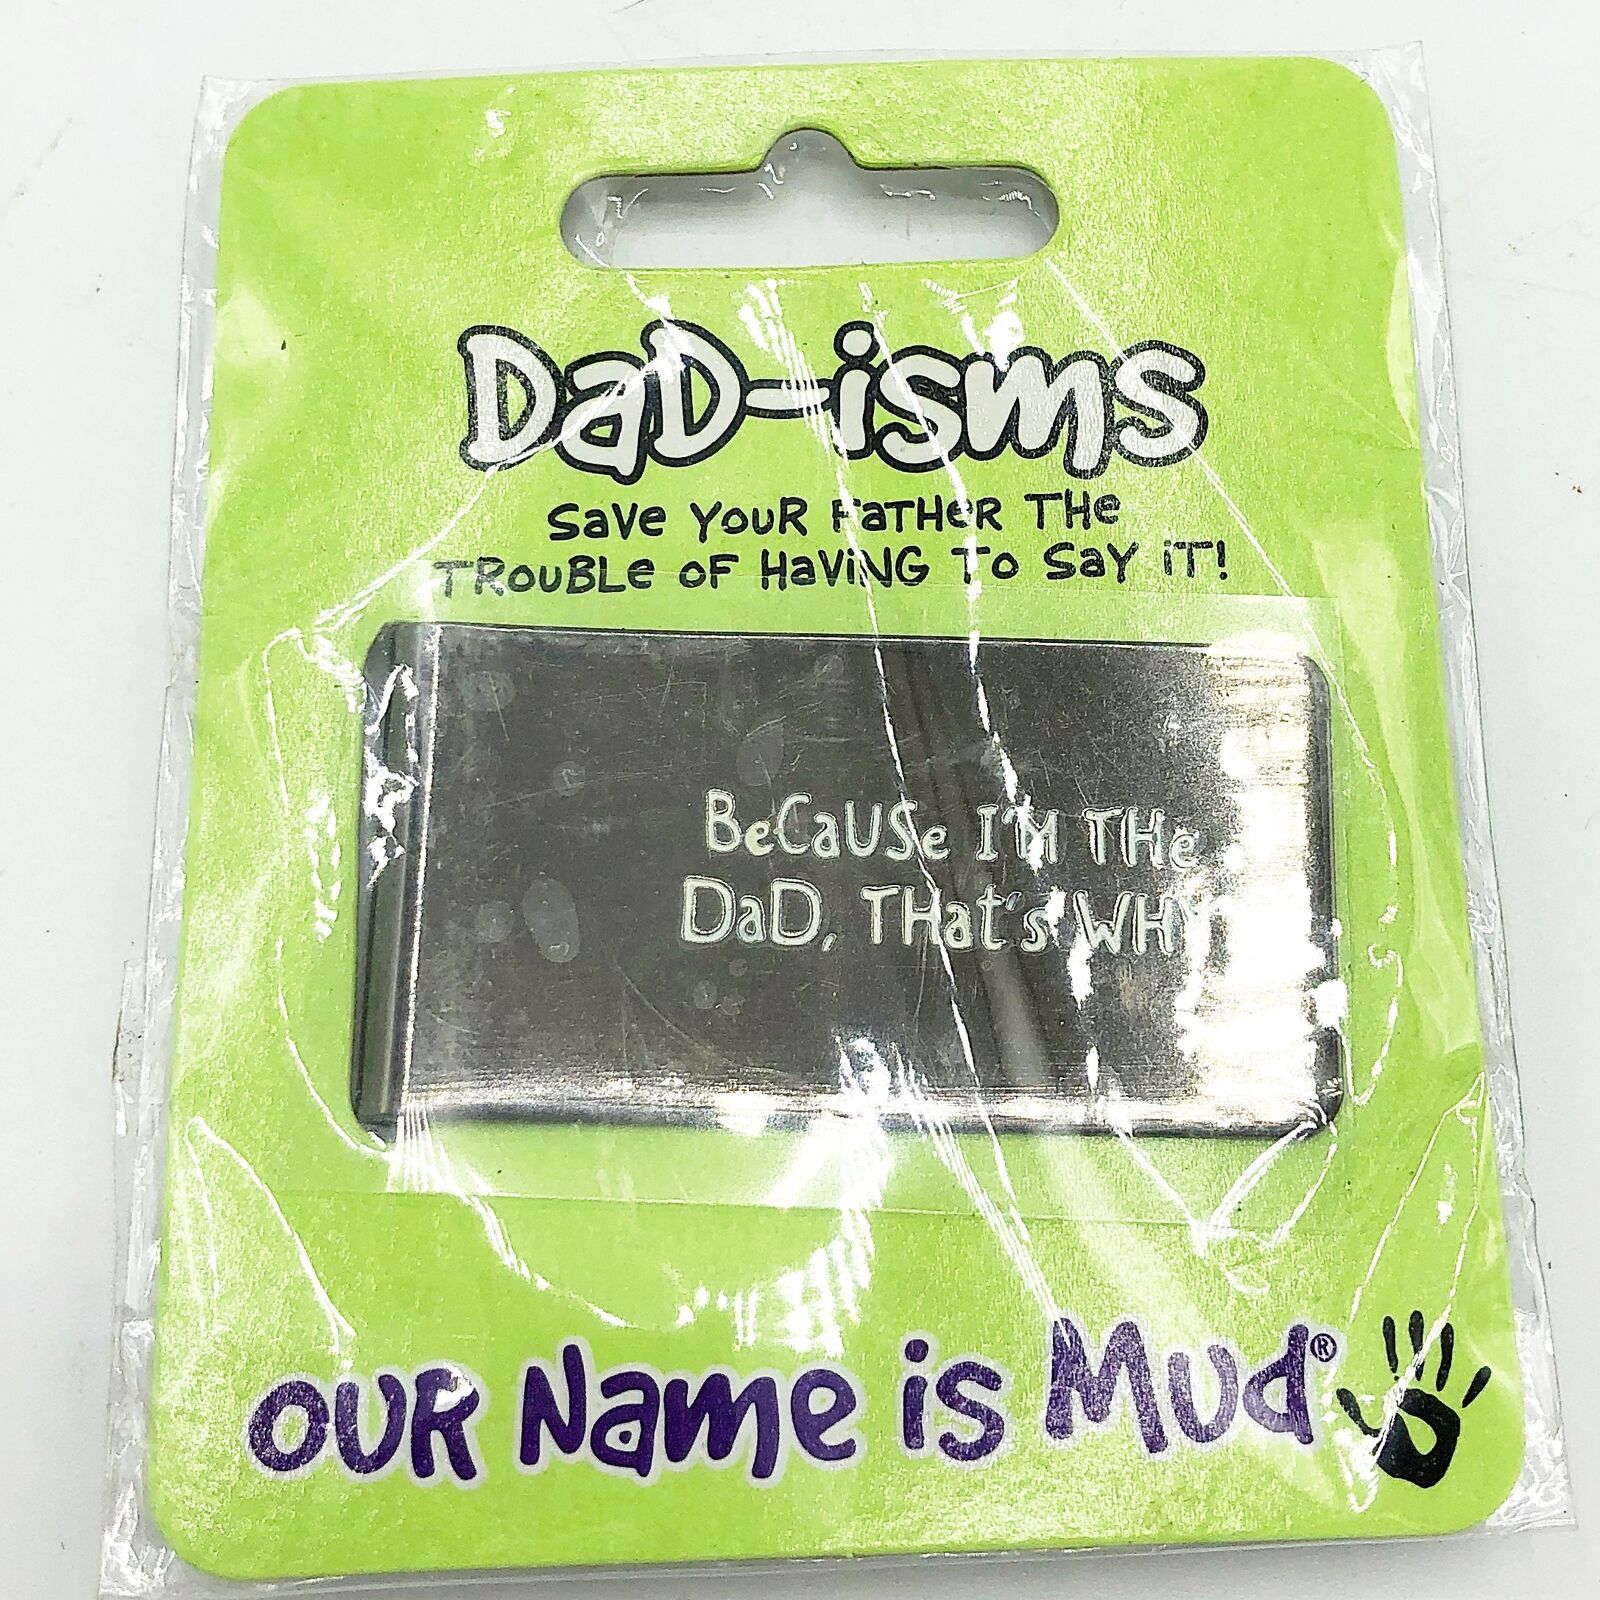 DaD-isms
Save YOUR Father THe
TROUBLe OF HaViNG TO Say iT!
BeCaUSe I'M THe
DaD, THat's WHY
OUR Name is Mud®